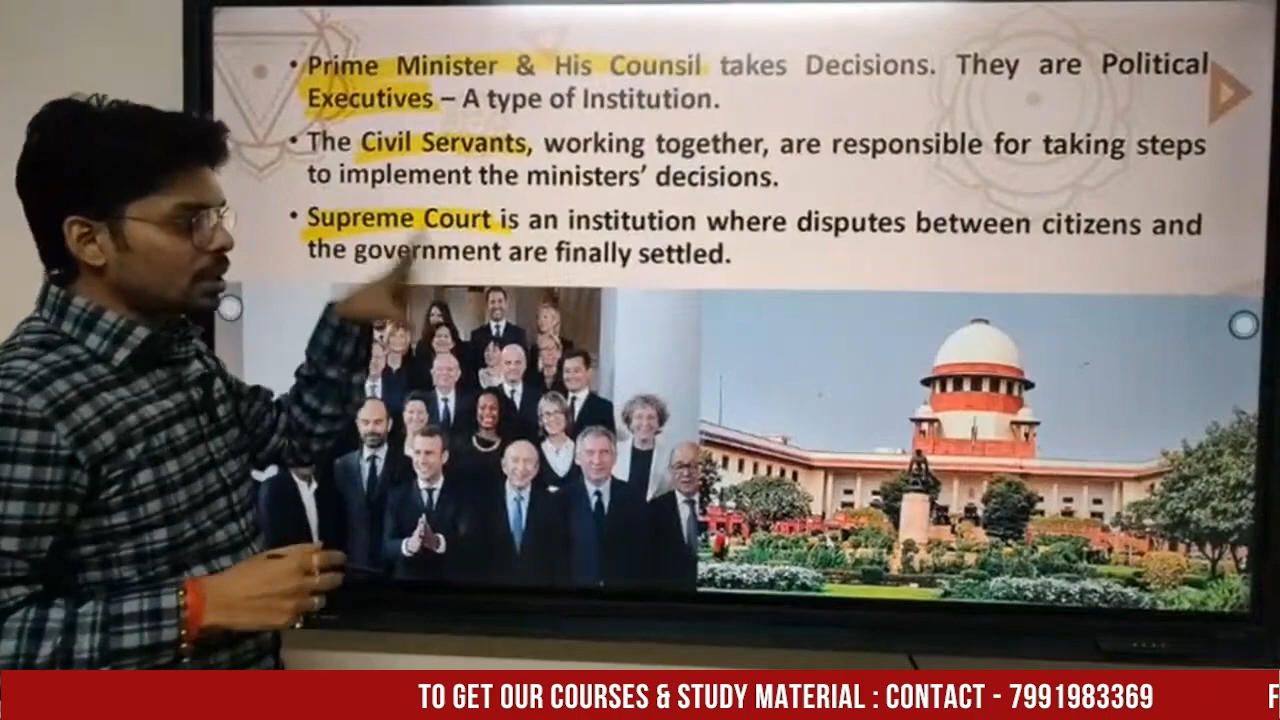 • Prime Minister & His Counsil takes Decisions. They are Political
Executives – A type of Institution.
• The Civil Servants, working together, are responsible for taking steps
to implement the ministers’ decisions.
• Supreme Court is an institution where disputes between citizens and
the government are finally settled.
TO GET OUR COURSES & STUDY MATERIAL : CONTACT - 7991983369
F